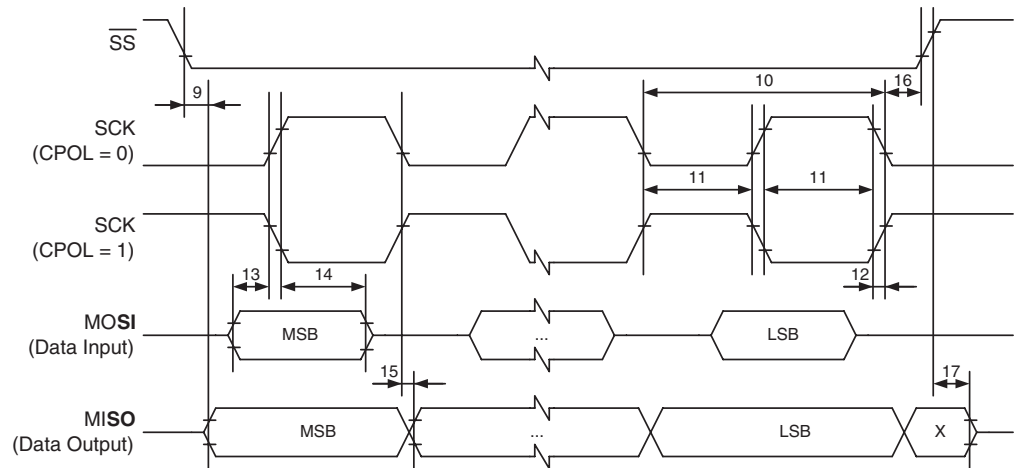 SS
9
10
16
SCK
(CPOL = 0)
11
11
SCK
(CPOL = 1)
13
14
12
MOSI
(Data Input)
MSB
...
LSB
15
17
MISO
(Data Output)
MSB
...
LSB
X